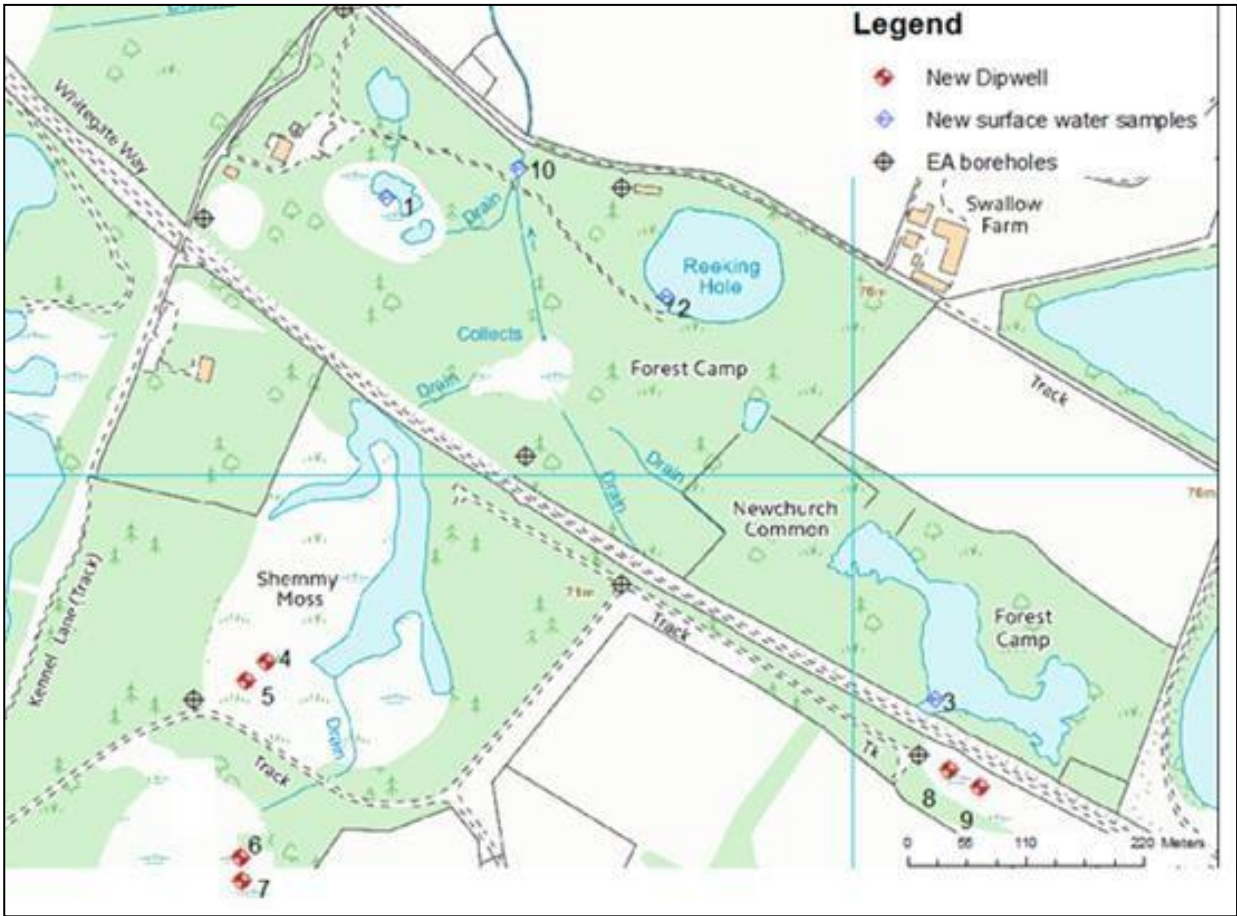 Legend
New Dipwell
New surface water samples
EA boreholes
Whitegate Way
10
1
Drain
Swallow
Farm
Reeking
Hole
12
76m
Collects
Forest Camp
Drain
Track
Drain
Drain
76m
Newchurch
Common
Shemmy
Moss
71m
Track
Forest
Camp
Kennel Lane (Track)
4
5
3
Drain
Track
Tk
8
9
6
7
0 55 110 220 Meters